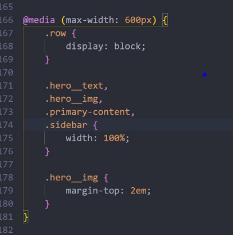 165
166 @media (max-width: 600px) {
167 .row {
168 display: block;
169 }
170
171 .hero__text,
172 .hero__img,
173 .primary-content,
174 .sidebar {
175 width: 100%;
176 }
177
178 .hero__img {
179 margin-top: 2em;
180 }
181 }
182